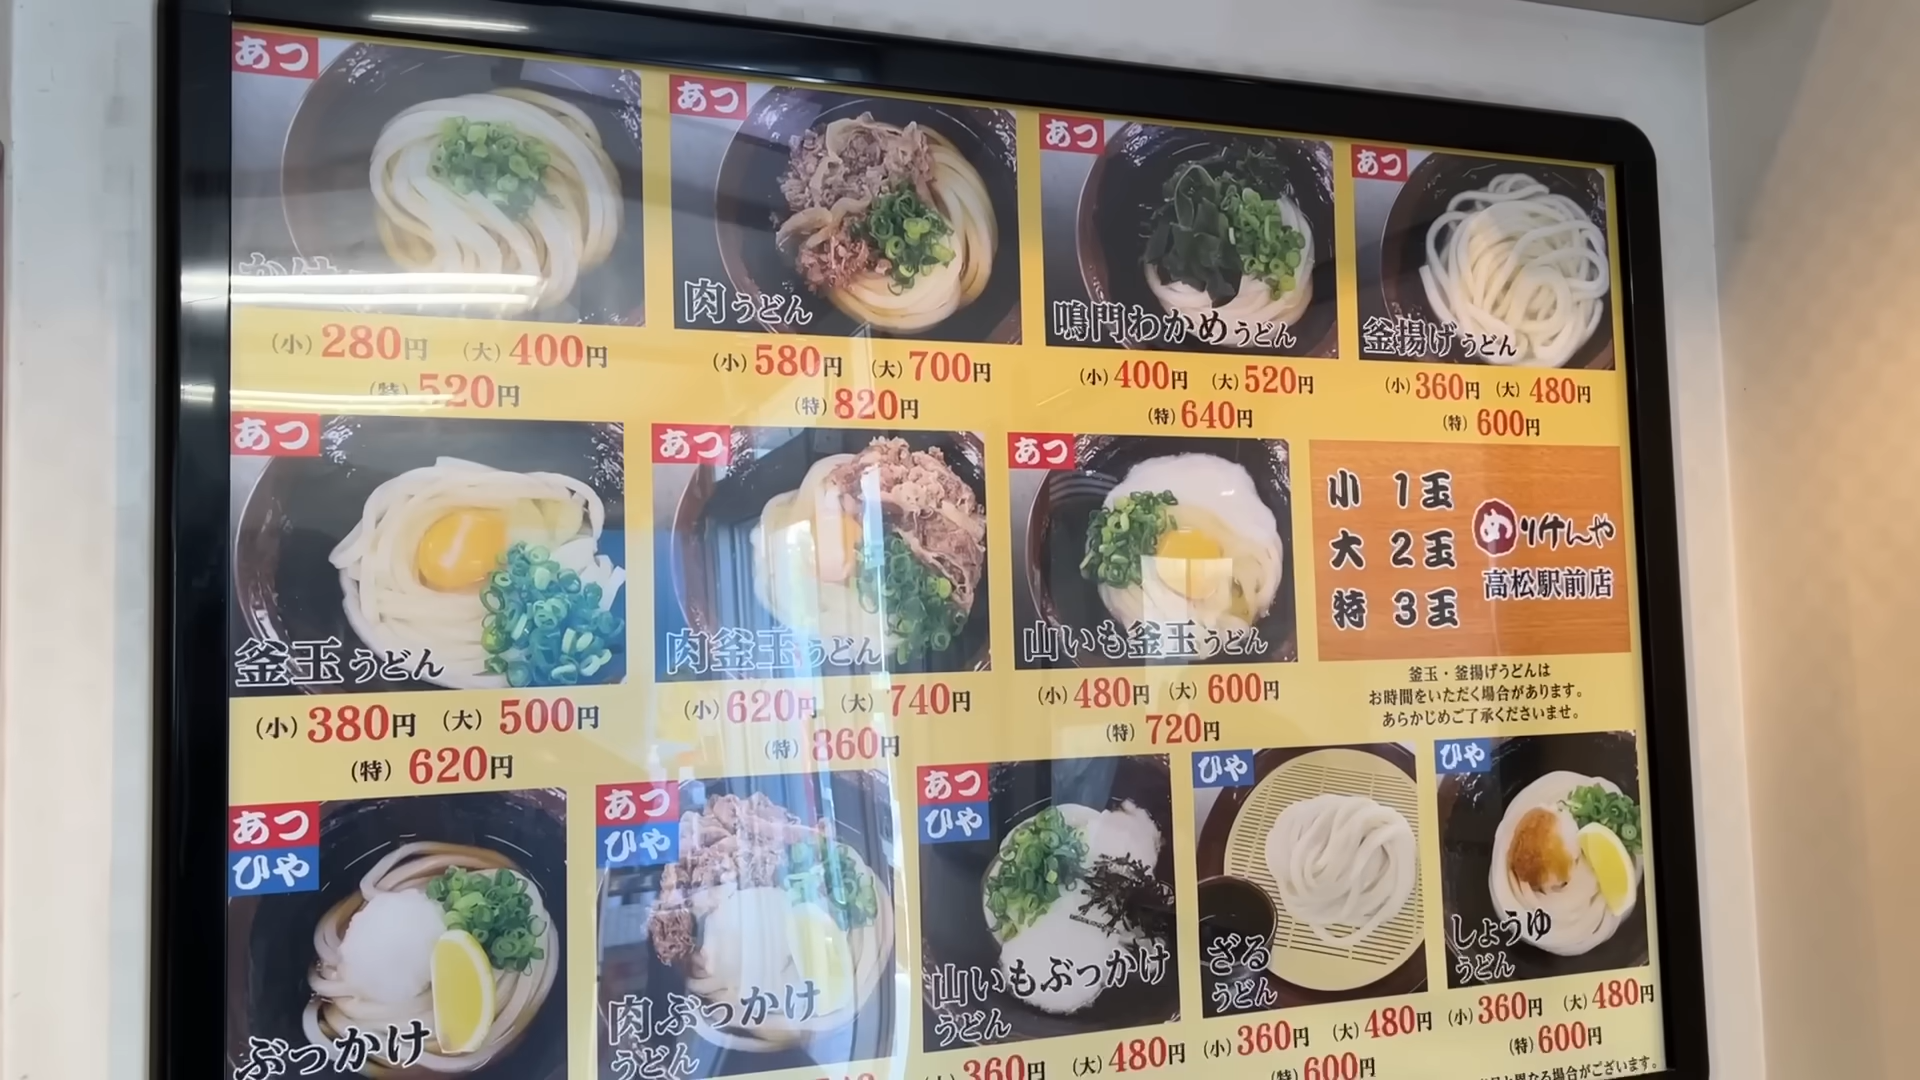 あつ
あつ
あつ
あつ
肉うどん
鳴門わかめうどん
釜揚げうどん
(小)280円 (大)400円
(特)520円
(小)580円 (大)700円
(特)820円
(小)400円 (大)520円
(特)640円
(小)360円 (大)480円
(特)600円
あつ
あつ
あつ
釜玉うどん
肉釜玉うどん
山いも釜玉うどん
小 1玉
大 2玉
特 3玉
めりけんや
高松駅前店
(小)380円 (大)500円
(特)620円
(小)620円 (大)740円
(特)860円
(小)480円 (大)600円
(特)720円
釜玉・釜揚げうどんは
お時間をいただく場合があります。
あらかじめご了承くださいませ。
あつ
ひや
あつ
ひや
あつ
ひや
ひや
ひや
ぶっかけ
肉ぶっかけ
うどん
山いもぶっかけ
うどん
ざる
うどん
しょうゆ
うどん
360円 (大)480円
(小)360円 (大)480円
(特)600円
(小)360円 (大)480円
(特)600円
異なる場合がございます。